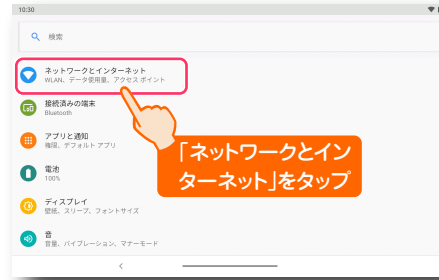 10:30
検索
ネットワークとインターネット
WLAN、データ使用量、アクセス ポイント
接続済みの端末
Bluetooth
アプリと通知
権限、デフォルト アプリ
電池
100%
ディスプレイ
壁紙、スリープ、フォントサイズ
音
音量、バイブレーション、マナーモード
「ネットワークとイン
ターネット」をタップ